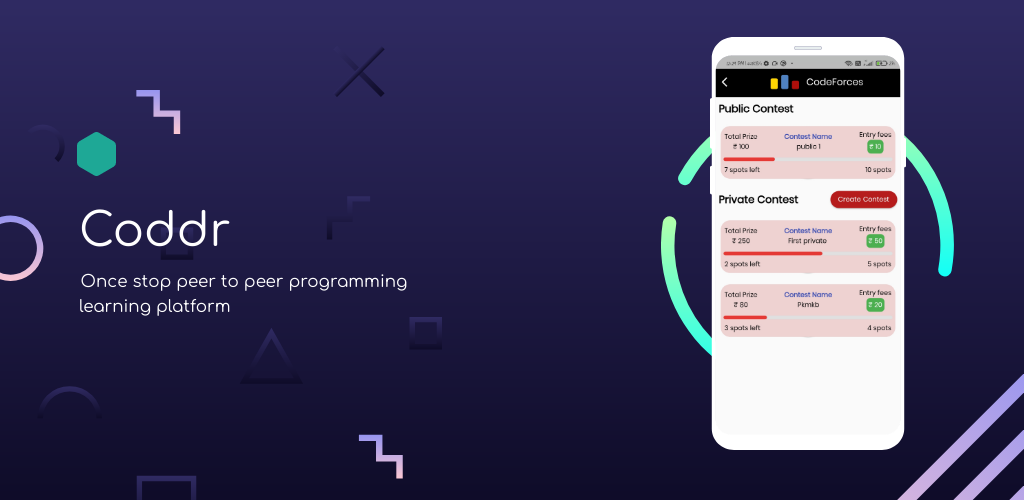 Coddr
Once stop peer to peer programming
learning platform
CodeForces
Public Contest
Total Prize Contest Name Entry fees
₹ 100 public 1 ₹ 10
7 spots left 10 spots
Private Contest Create Contest
Total Prize Contest Name Entry fees
₹ 250 First private ₹ 50
2 spots left 5 spots
Total Prize Contest Name Entry fees
₹ 80 Pkmkb ₹ 20
3 spots left 4 spots